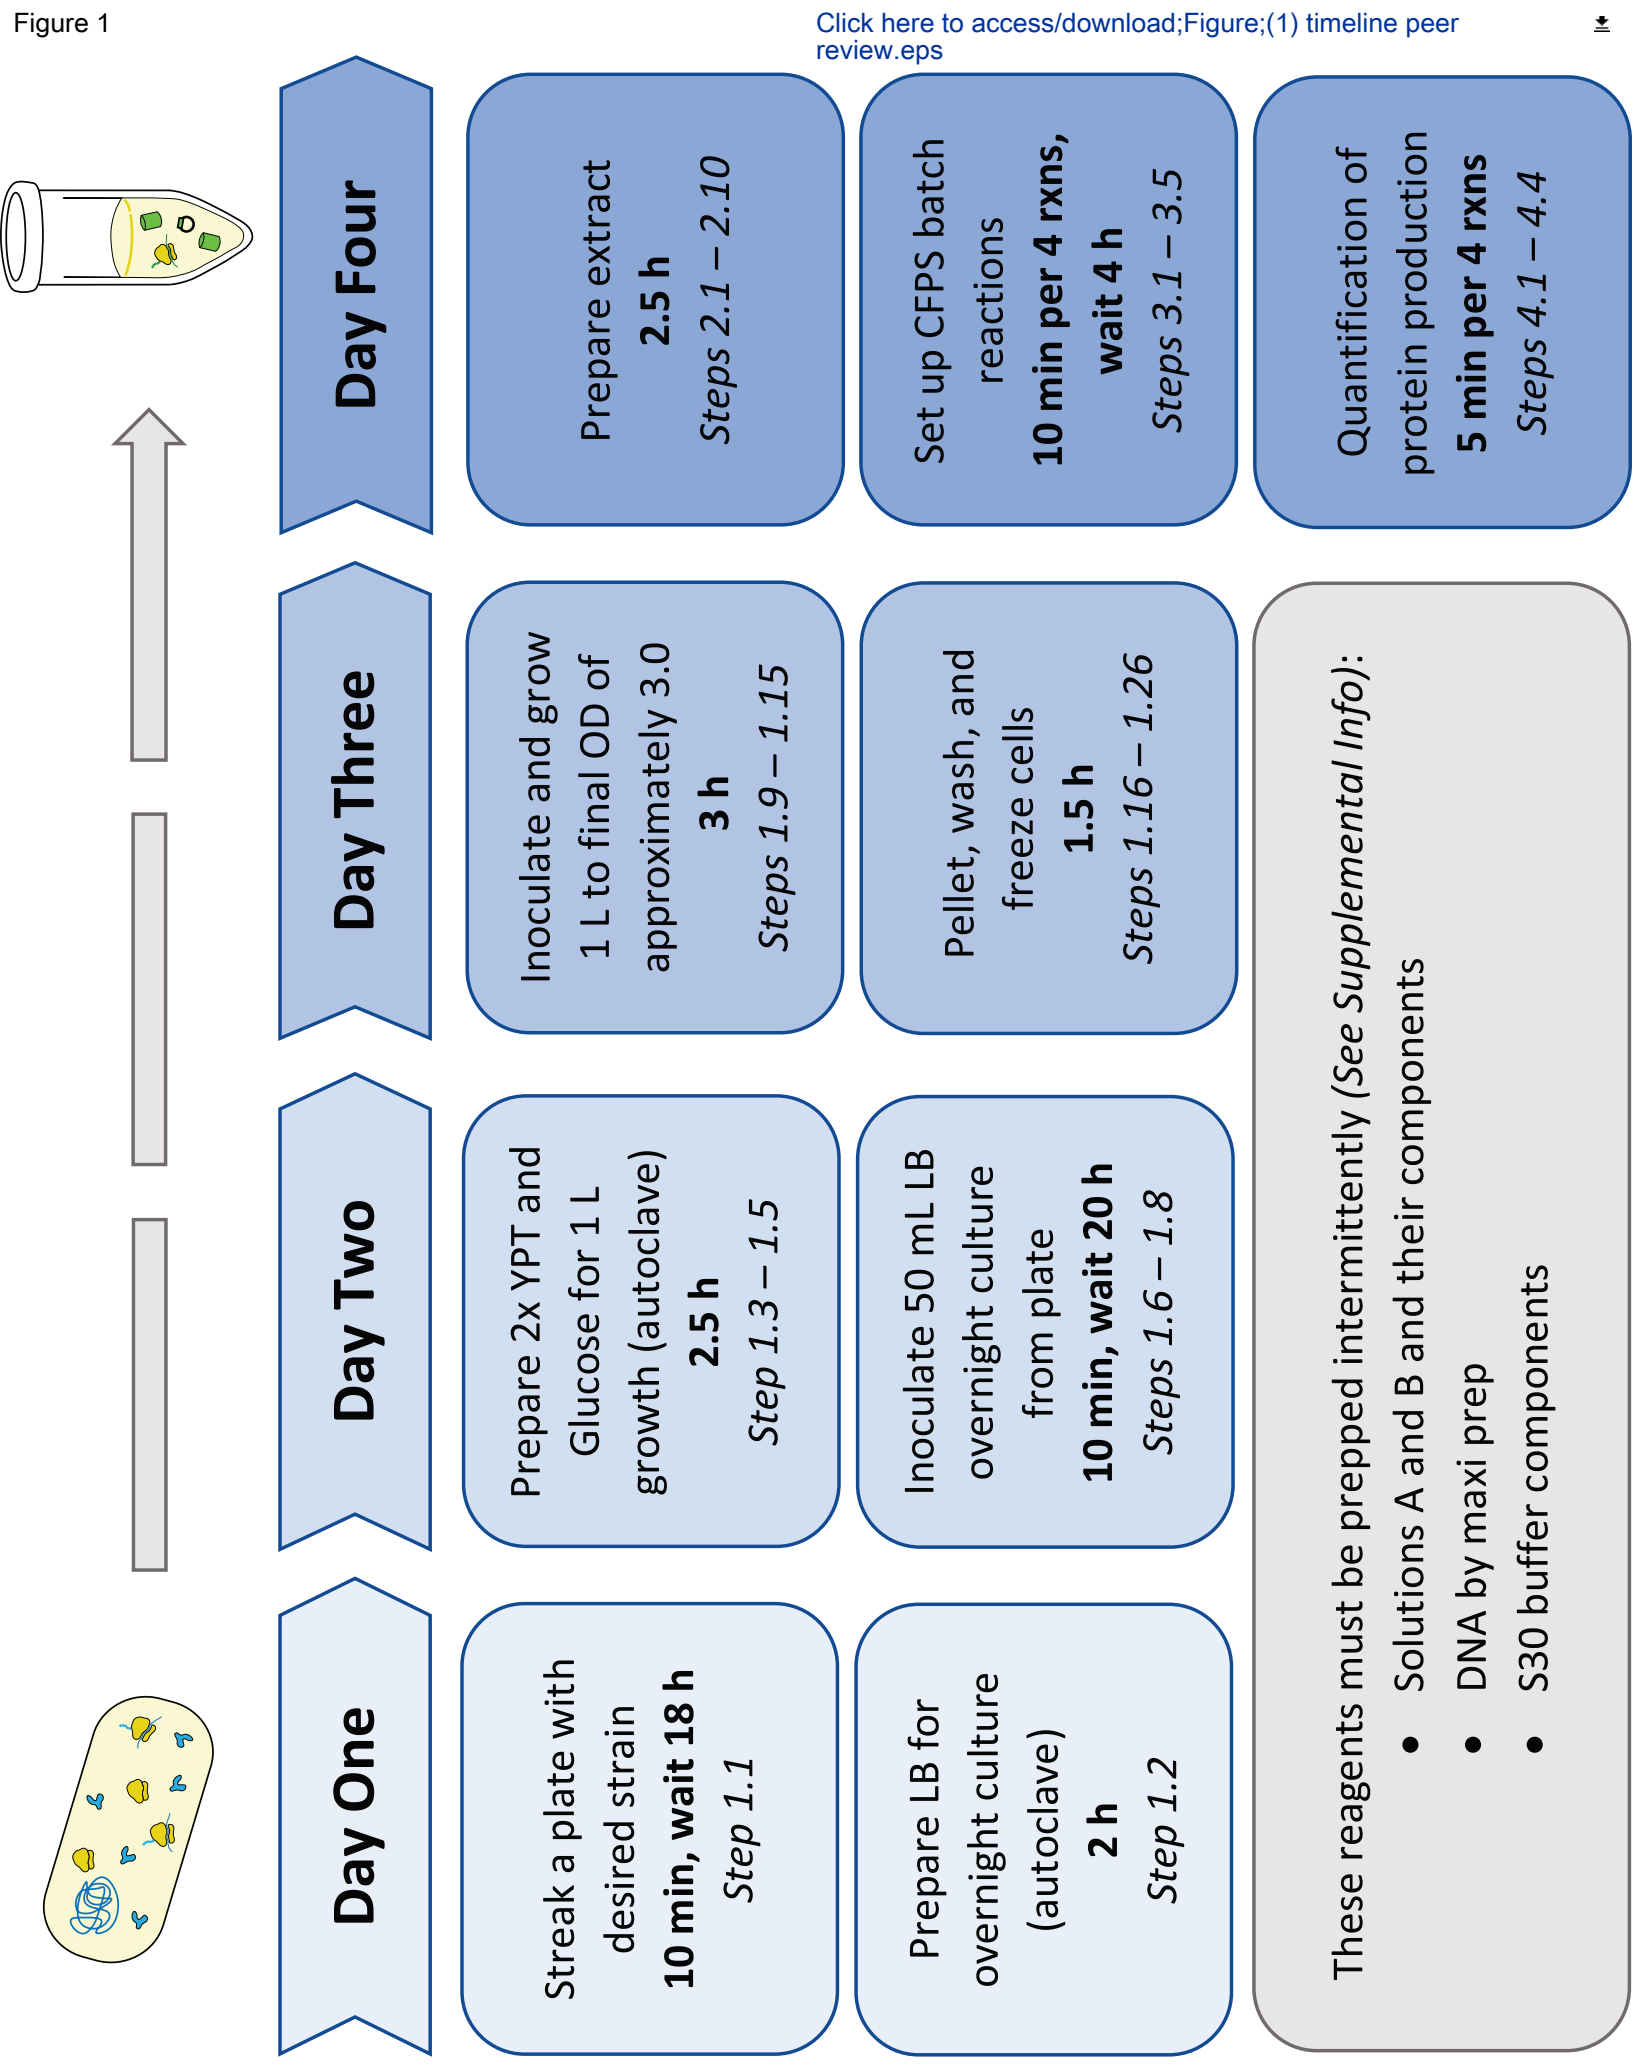 Figure 1
Click here to access/download;Figure;(1) timeline peer
review.eps
Day One
Streak a plate with
desired strain
10 min, wait 18 h
Step 1.1
Prepare LB for
overnight culture
(autoclave)
2 h
Step 1.2
Day Two
Prepare 2x YPT and
Glucose for 1 L
growth (autoclave)
2.5 h
Step 1.3 – 1.5
Inoculate 50 mL LB
overnight culture
from plate
10 min, wait 20 h
Steps 1.6 – 1.8
Day Three
Inoculate and grow
1 L to final OD of
approximately 3.0
3 h
Steps 1.9 – 1.15
Pellet, wash, and
freeze cells
1.5 h
Steps 1.16 – 1.26
Day Four
Prepare extract
2.5 h
Steps 2.1 – 2.10
Set up CFPS batch
reactions
10 min per 4 rxns,
wait 4 h
Steps 3.1 – 3.5
Quantification of
protein production
5 min per 4 rxns
Steps 4.1 – 4.4
These reagents must be prepped intermittently (See Supplemental Info):
• Solutions A and B and their components
• DNA by maxi prep
• S30 buffer components